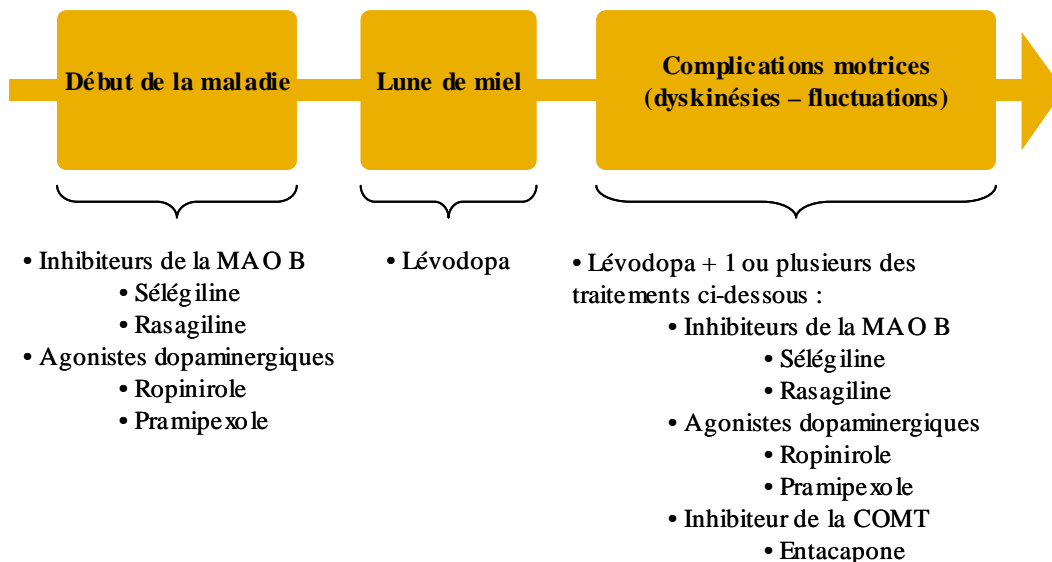 Début de la maladie
Lune de miel
Complications motrices
(dyskinésies – fluctuations)
• Inhibiteurs de la MAO B
• Sélégiline
• Rasagiline
• Agonistes dopaminergiques
• Ropinirole
• Pramipexole
• Lévodopa
• Lévodopa + 1 ou plusieurs des
traitements ci-dessous :
• Inhibiteurs de la MAO B
• Sélégiline
• Rasagiline
• Agonistes dopaminergiques
• Ropinirole
• Pramipexole
• Inhibiteur de la COMT
• Entacapone